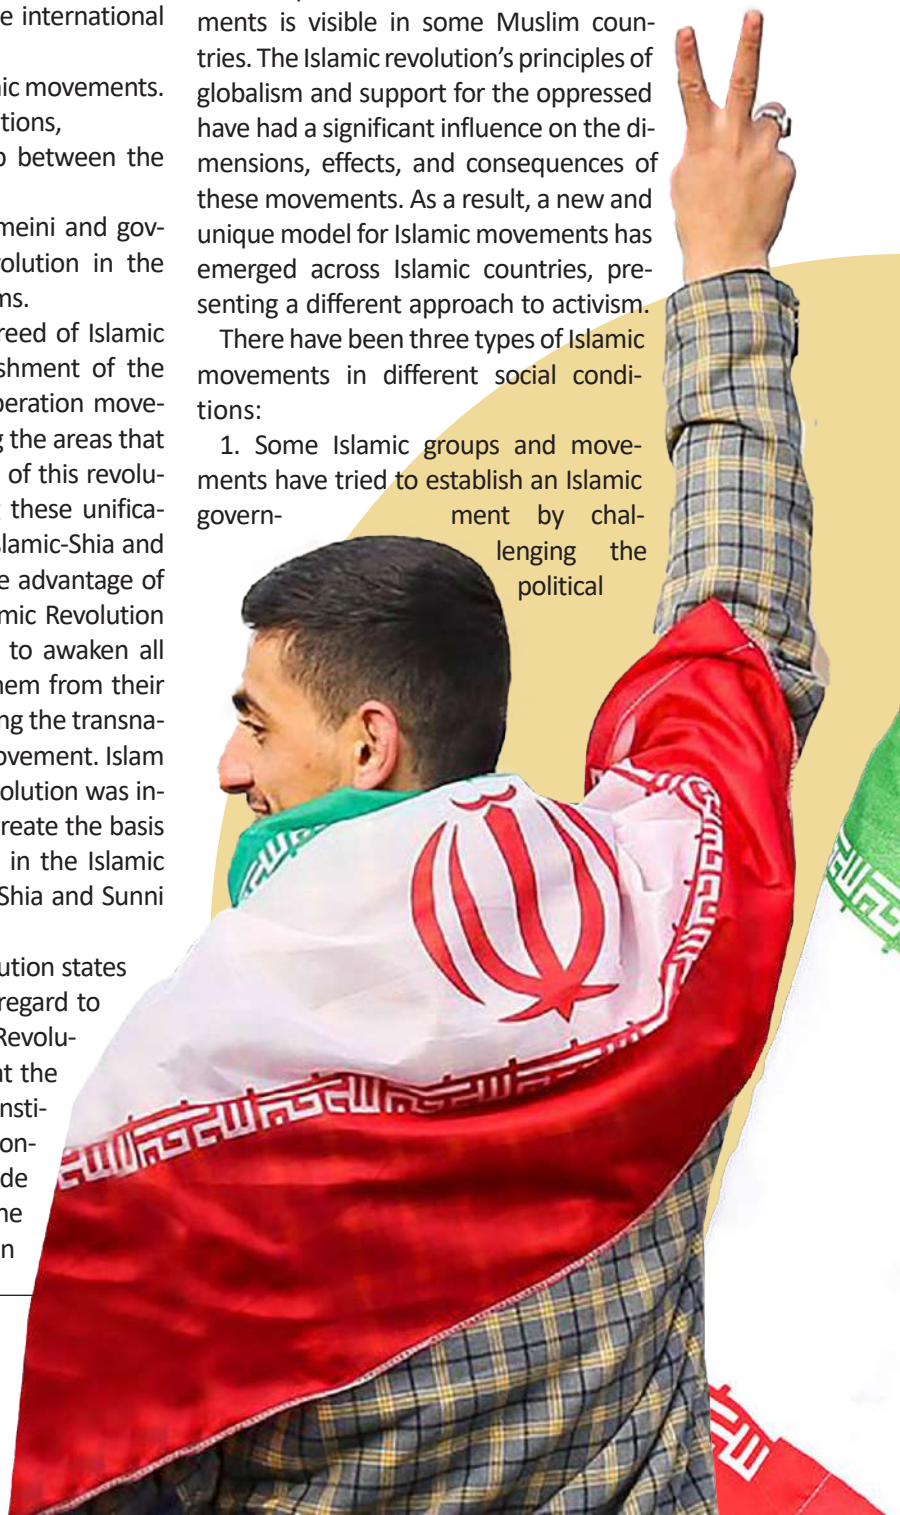 e international
ic movements.
tions,
between the
meini and gov-
olution in the
ms.
reed of Islamic
shment of the
peration move-
g the areas that
of this revolu-
these unifica-
slamic-Shia and
e advantage of
mic Revolution
to awaken all
hem from their
ng the transna-
ovement. Islam
olution was in-
reate the basis
in the Islamic
Shia and Sunni
ution states
regard to
Revolu-
at the
nsti-
on-
de
ne
n
ments is visible in some Muslim coun-
tries. The Islamic revolution’s principles of
globalism and support for the oppressed
have had a significant influence on the di-
mensions, effects, and consequences of
these movements. As a result, a new and
unique model for Islamic movements has
emerged across Islamic countries, pre-
senting a different approach to activism.
There have been three types of Islamic
movements in different social condi-
tions:
1. Some Islamic groups and move-
ments have tried to establish an Islamic
govern- ment by chal-
lenging the
political